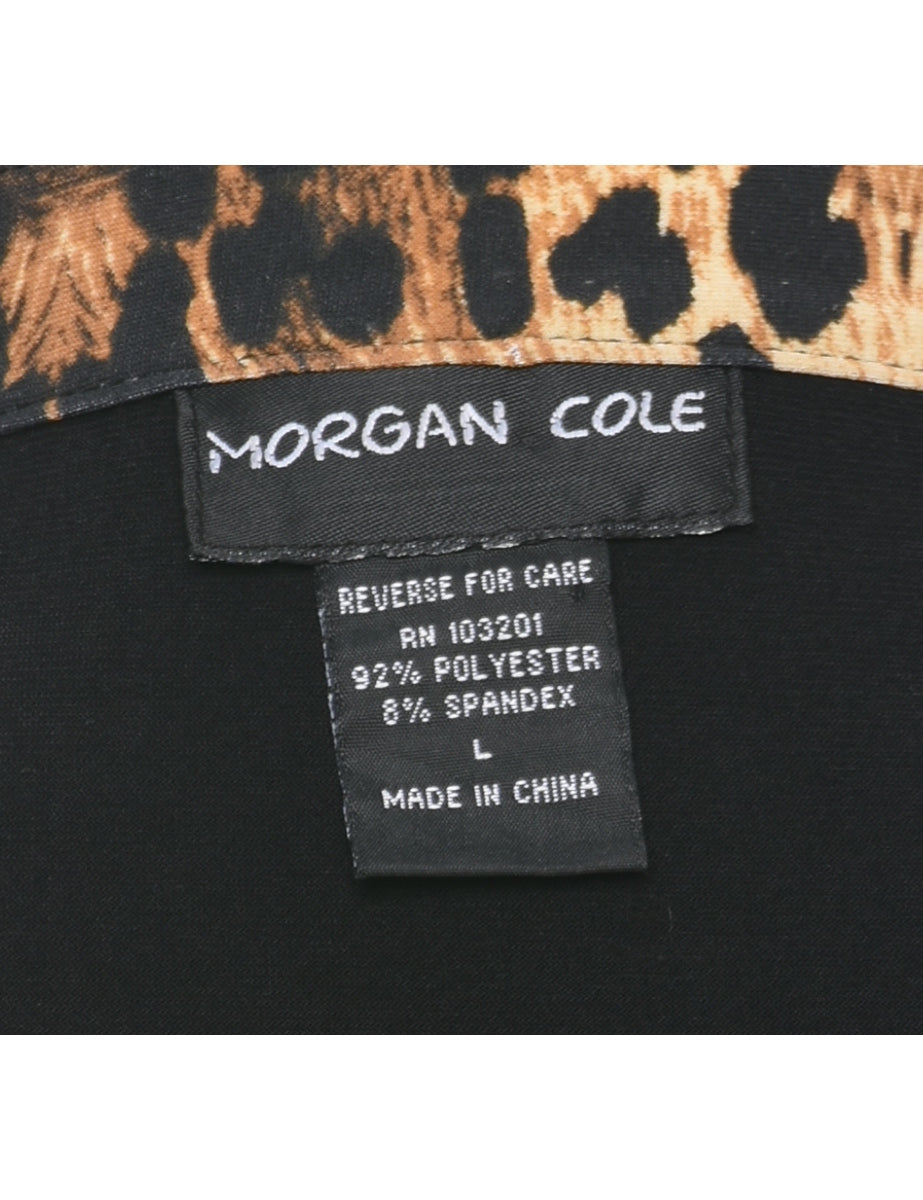 MORGAN COLE
REVERSE FOR CARE
RN 103201
92% POLYESTER
8% SPANDEX
L
MADE IN CHINA